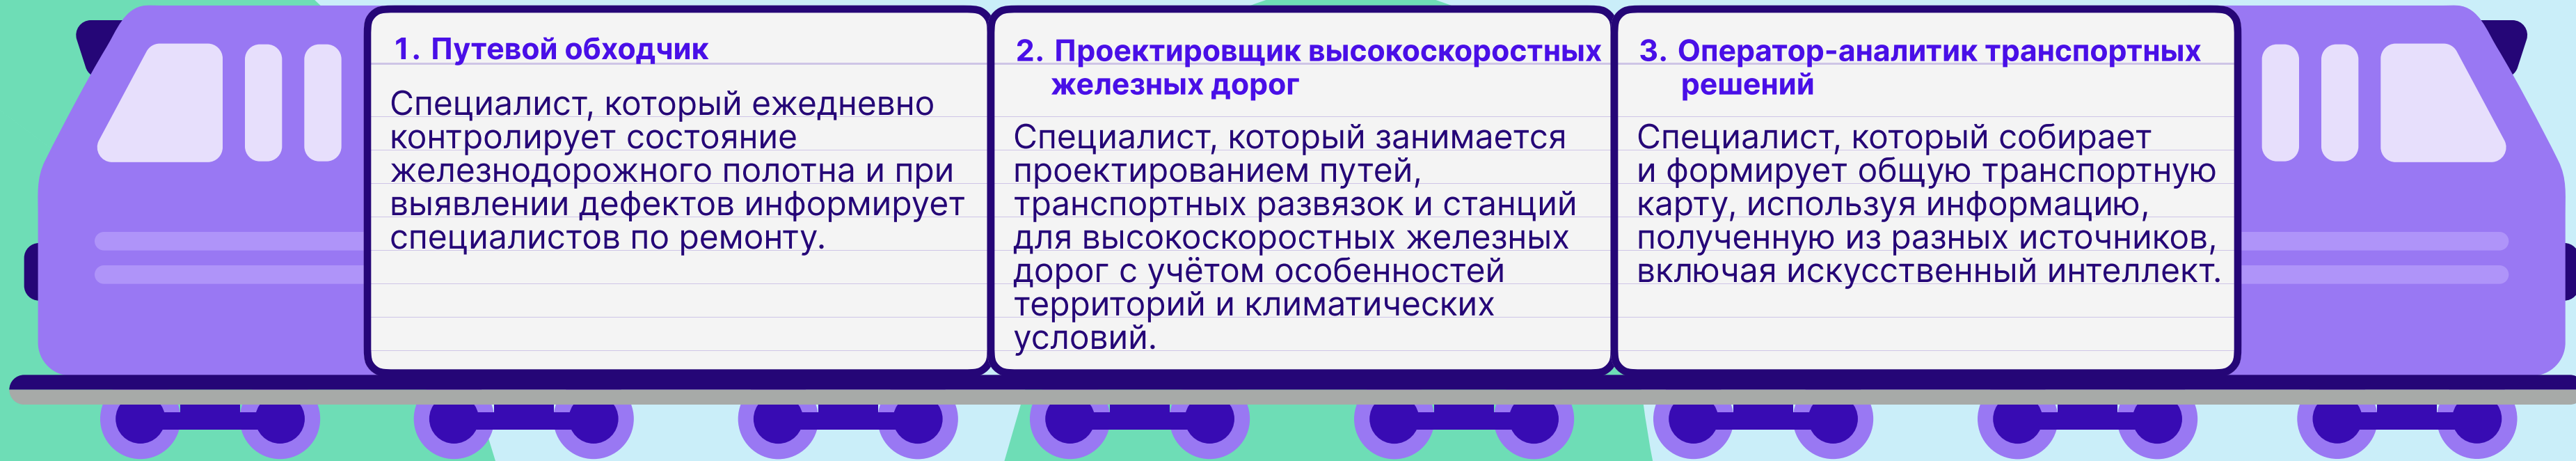 1. Путевой обходчик
Специалист, который ежедневно
контролирует состояние
железнодорожного полотна и при
выявлении дефектов информирует
специалистов по ремонту.
2. Проектировщик высокоскоростных
железных дорог
Специалист, который занимается
проектированием путей,
транспортных развязок и станций
для высокоскоростных железных
дорог с учётом особенностей
территорий и климатических
условий.
3. Оператор-аналитик транспортных
решений
Специалист, который собирает
и формирует общую транспортную
карту, используя информацию,
полученную из разных источников,
включая искусственный интеллект.